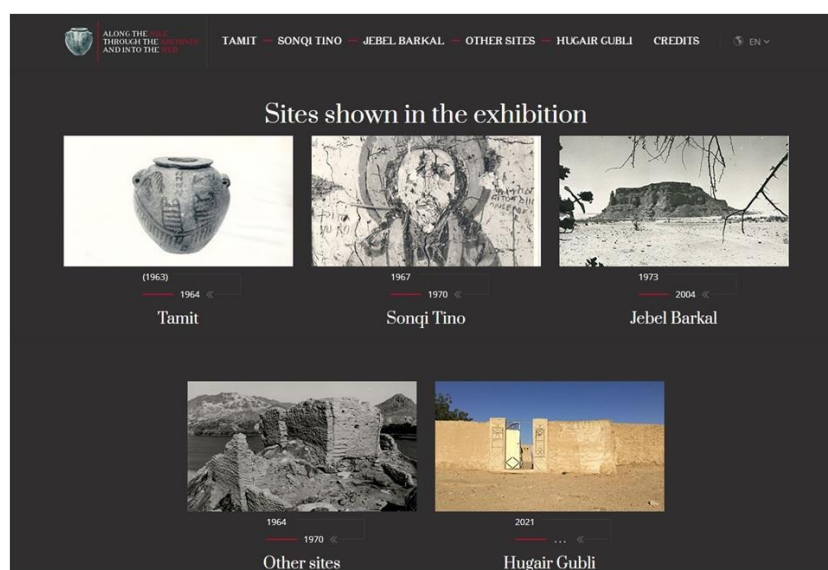 ALONG THE NILE
THROUGH THE ARCHIVES
AND INTO THE WEB
TAMIT — SONQI TINO — JEBEL BARKAL — OTHER SITES — HUGAIR GUBLI CREDITS EN
Sites shown in the exhibition
(1963)
1964
Tamit
1967
1970
Sonqi Tino
1973
2004
Jebel Barkal
1964
1970
Other sites
2021
...
Hugair Gubli